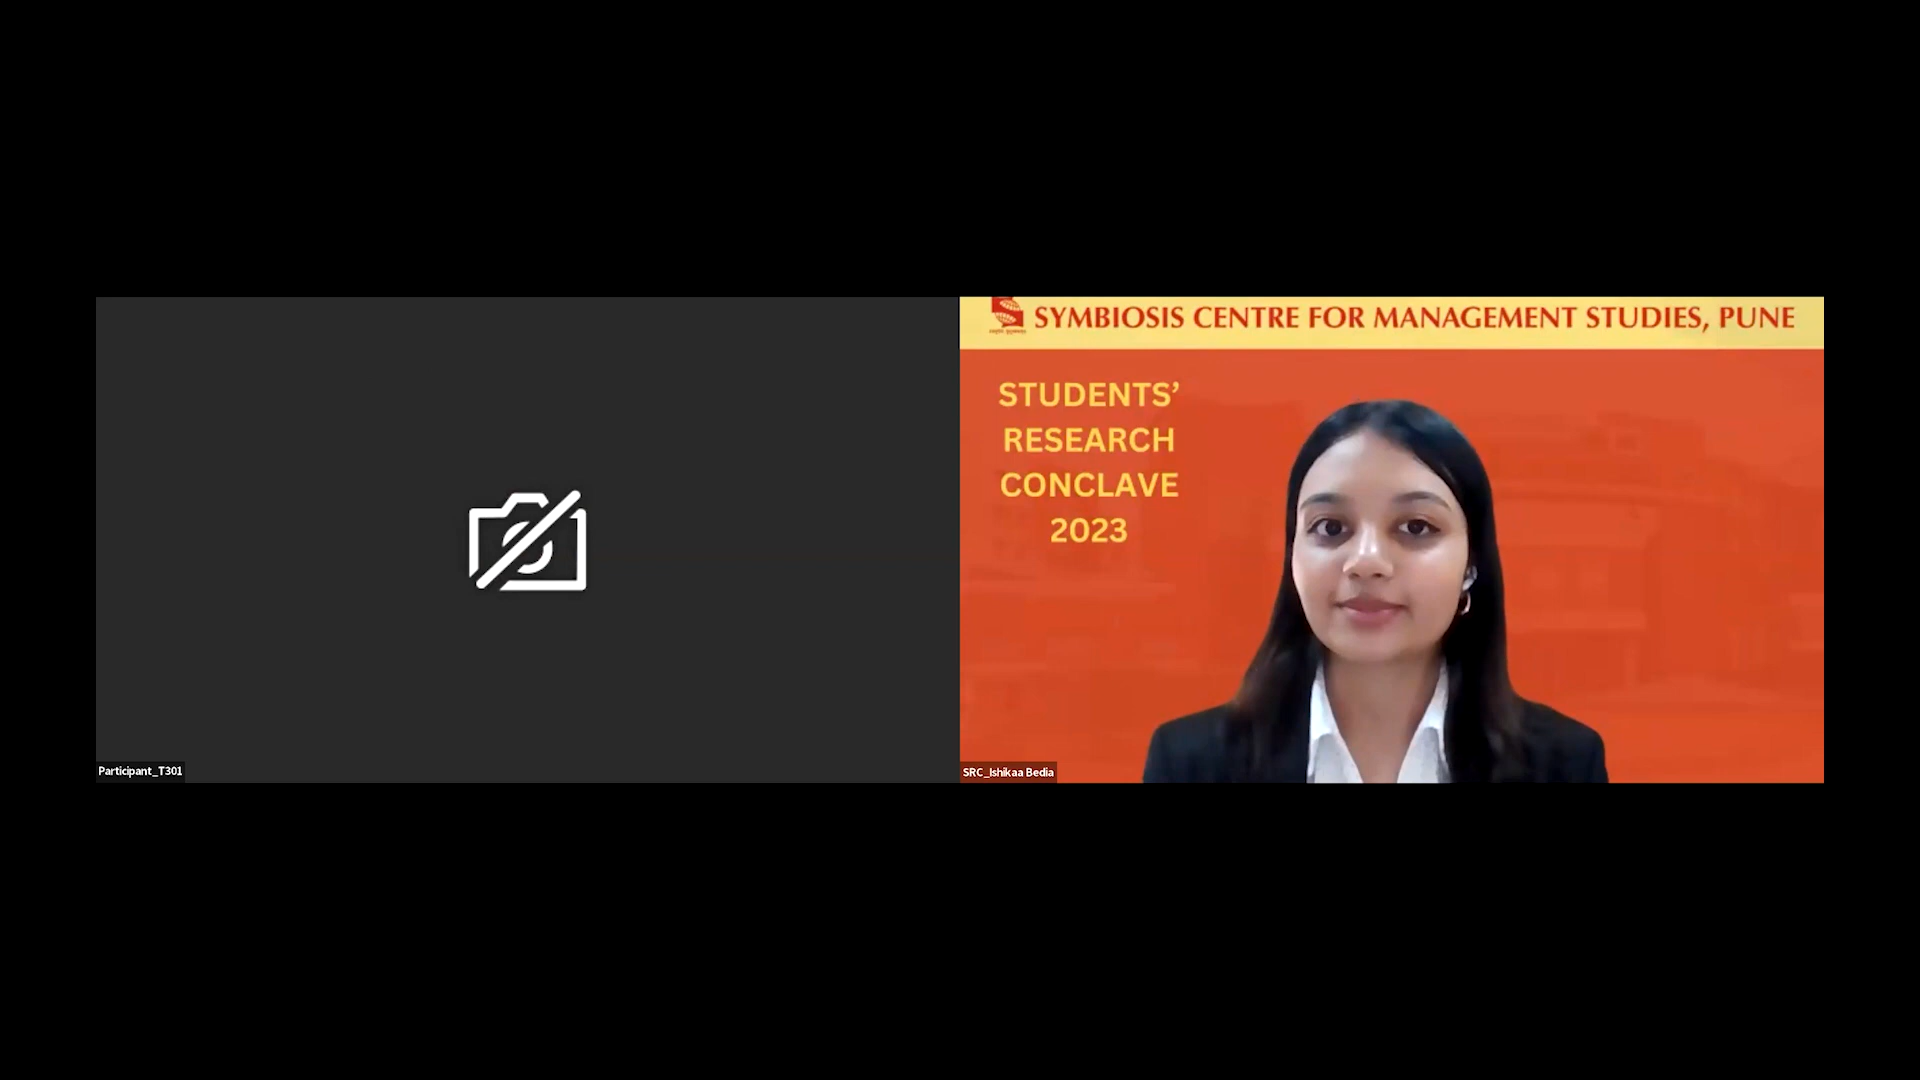 SYMBIOSIS CENTRE FOR MANAGEMENT STUDIES, PUNE
STUDENTS’
RESEARCH
CONCLAVE
2023
Participant_T301
SRC_Ishikaa Bedia